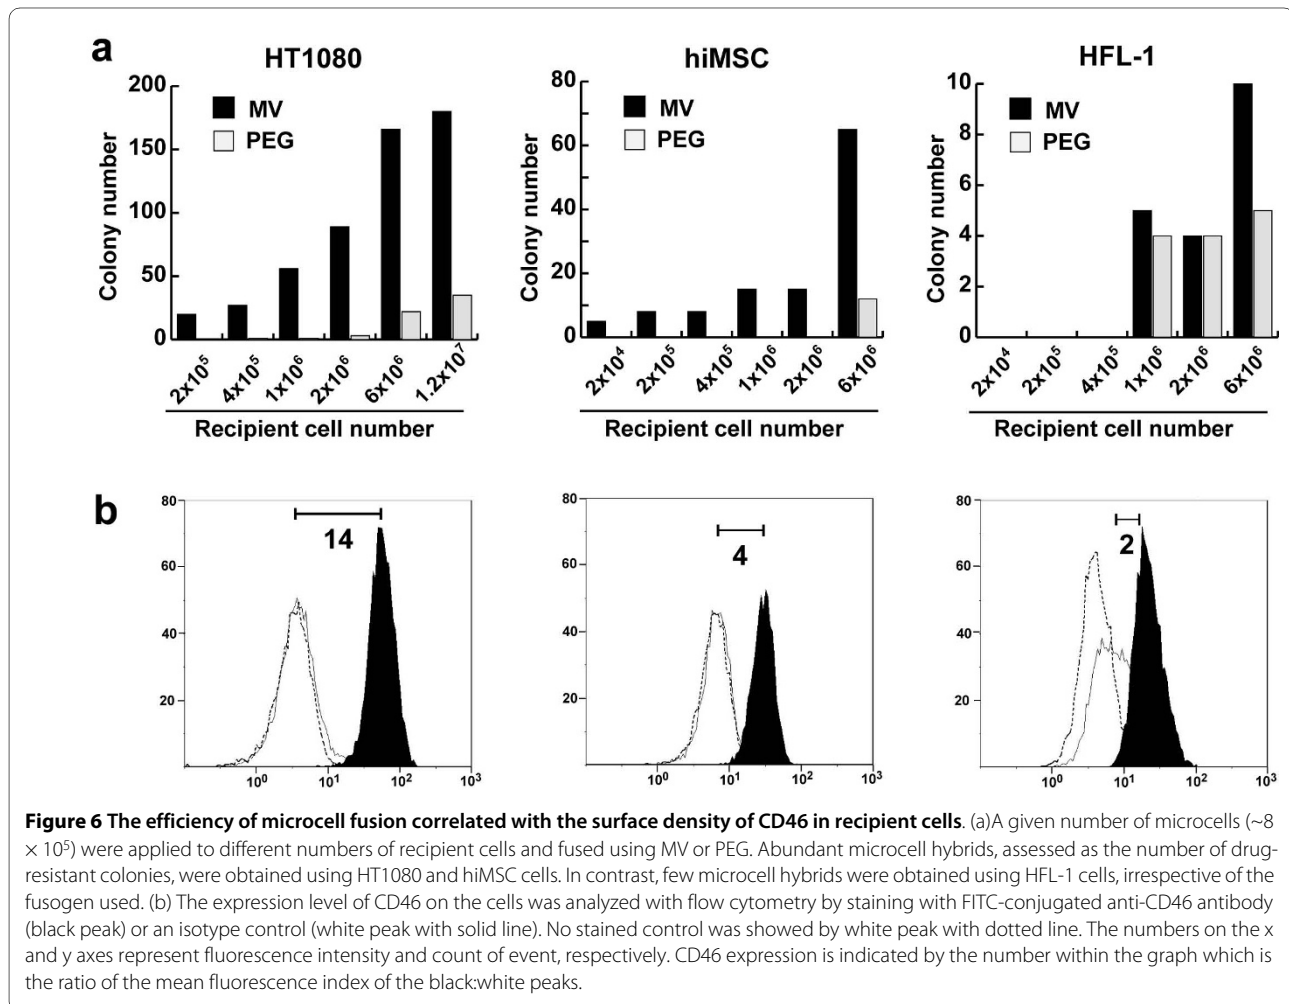 a
HT1080
hiMSC
HFL-1
200
150
100
50
0
Colony number
MV
PEG
2x10⁵
4x10⁵
1x10⁶
2x10⁶
6x10⁶
1.2x10⁷
Recipient cell number
80
60
40
20
0
Colony number
MV
PEG
2x10⁴
2x10⁵
4x10⁵
1x10⁶
2x10⁶
6x10⁶
Recipient cell number
10
8
6
4
2
0
Colony number
MV
PEG
2x10⁴
2x10⁵
4x10⁵
1x10⁶
2x10⁶
6x10⁶
Recipient cell number
b
80
60
40
20
14
10⁰ 10¹ 10² 10³
80
60
40
20
4
10⁰ 10¹ 10² 10³
80
60
40
20
2
10⁰ 10¹ 10² 10³
Figure 6 The efficiency of microcell fusion correlated with the surface density of CD46 in recipient cells. (a)A given number of microcells (~8
× 10⁵) were applied to different numbers of recipient cells and fused using MV or PEG. Abundant microcell hybrids, assessed as the number of drug-
resistant colonies, were obtained using HT1080 and hiMSC cells. In contrast, few microcell hybrids were obtained using HFL-1 cells, irrespective of the
fusogen used. (b) The expression level of CD46 on the cells was analyzed with flow cytometry by staining with FITC-conjugated anti-CD46 antibody
(black peak) or an isotype control (white peak with solid line). No stained control was showed by white peak with dotted line. The numbers on the x
and y axes represent fluorescence intensity and count of event, respectively. CD46 expression is indicated by the number within the graph which is
the ratio of the mean fluorescence index of the black:white peaks.